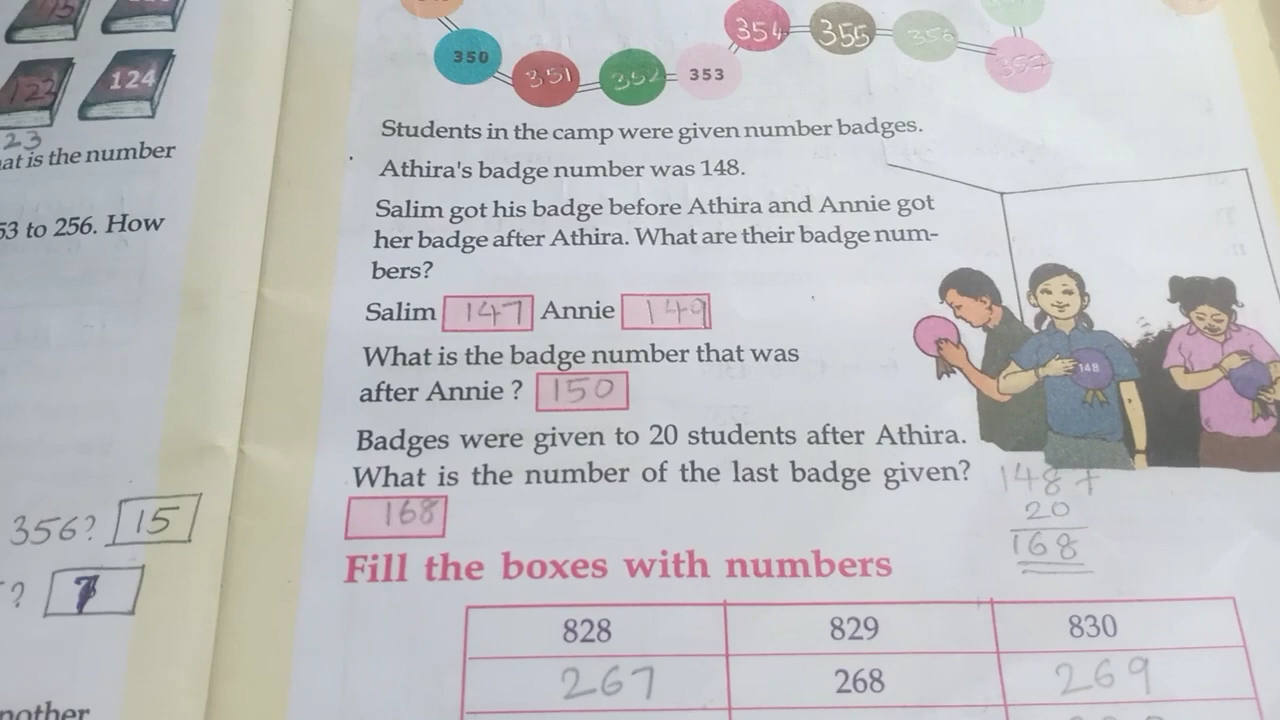 124
122
23
at is the number
53 to 256. How
356? 15
? 7
nother
350
351
352
353
354
355
356
357
Students in the camp were given number badges.
Athira's badge number was 148.
Salim got his badge before Athira and Annie got
her badge after Athira. What are their badge num-
bers?
Salim 147 Annie 149
What is the badge number that was
after Annie ? 150
148
Badges were given to 20 students after Athira.
What is the number of the last badge given?
168
148 +
20
168
Fill the boxes with numbers
828 829 830
267 268 269